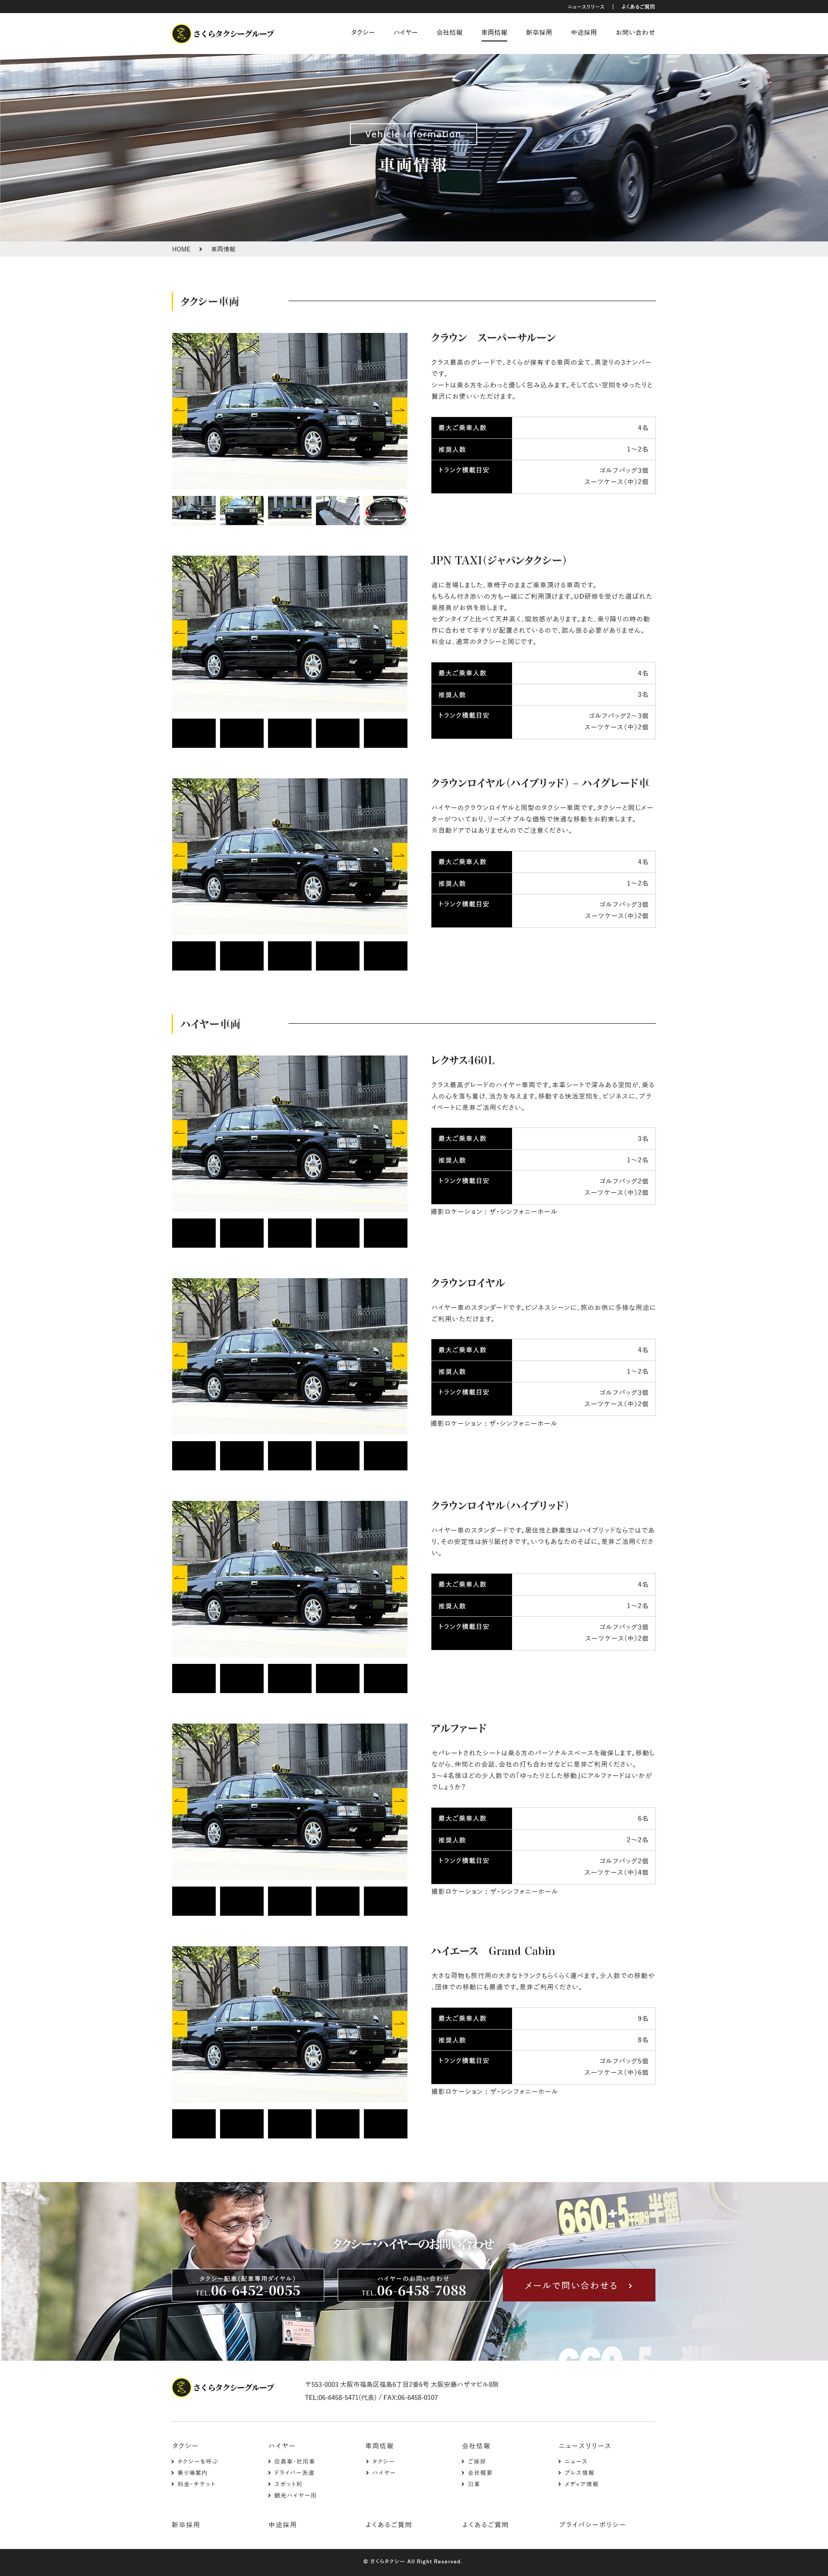 ニュースリリース | よくあるご質問
さくらタクシーグループ
タクシー ハイヤー 会社情報 車両情報 新卒採用 中途採用 お問い合わせ
Vehicle Information
車両情報
HOME 車両情報
タクシー車両
クラウン　スーパーサルーン
クラス最高のグレードで、さくらが保有する車両の全て、黒塗りの3ナンバー
です。
シートは乗る方をふわっと優しく包み込みます。そして広い空間をゆったりと
贅沢にお使いいただけます。
最大ご乗車人数 4名
推奨人数 1〜2名
トランク積載目安 ゴルフバッグ3個
スーツケース(中)2個
JPN TAXI(ジャパンタクシー)
遂に登場しました、車椅子のままご乗車頂ける車両です。
もちろん付き添いの方も一緒にご利用頂けます。UD研修を受けた選ばれた
乗務員がお供を致します。
セダンタイプと比べて天井高く、開放感があります。また、乗り降りの時の動
作に合わせて手すりが配置されているので、踏ん張る必要がありません。
料金は、通常のタクシーと同じです。
最大ご乗車人数 4名
推奨人数 3名
トランク積載目安 ゴルフバッグ2〜3個
スーツケース(中)2個
クラウンロイヤル(ハイブリッド) – ハイグレード車
ハイヤーのクラウンロイヤルと同型のタクシー車両です。タクシーと同じメー
ターがついており、リーズナブルな価格で快適な移動をお約束します。
※自動ドアではありませんのでご注意ください。
最大ご乗車人数 4名
推奨人数 1〜2名
トランク積載目安 ゴルフバッグ3個
スーツケース(中)2個
ハイヤー車両
レクサス460L
クラス最高グレードのハイヤー車両です。本革シートで深みある空間が、乗る
人の心を落ち着け、活力を与えます。移動する快活空間を、ビジネスに、プラ
イベートに是非ご活用ください。
最大ご乗車人数 3名
推奨人数 1〜2名
トランク積載目安 ゴルフバッグ2個
スーツケース(中)2個
撮影ロケーション：ザ・シンフォニーホール
クラウンロイヤル
ハイヤー車のスタンダードです。ビジネスシーンに、旅のお供に多様な用途に
ご利用いただけます。
最大ご乗車人数 4名
推奨人数 1〜2名
トランク積載目安 ゴルフバッグ3個
スーツケース(中)2個
撮影ロケーション：ザ・シンフォニーホール
クラウンロイヤル(ハイブリッド)
ハイヤー車のスタンダードです。居住性と静粛性はハイブリッドならではであ
り、その安定性は折り紙付きです。いつもあなたのそばに。是非ご活用くださ
い。
最大ご乗車人数 4名
推奨人数 1〜2名
トランク積載目安 ゴルフバッグ3個
スーツケース(中)2個
アルファード
セパレートされたシートは乗る方のパーソナルスペースを確保します。移動し
ながら、仲間との会話、会社の打ち合わせなどに是非ご利用ください。
3〜4名様ほどの少人数での「ゆったりとした移動」にアルファードはいかが
でしょうか？
最大ご乗車人数 6名
推奨人数 2〜2名
トランク積載目安 ゴルフバッグ2個
スーツケース(中)4個
撮影ロケーション：ザ・シンフォニーホール
ハイエース　Grand Cabin
大きな荷物も旅行用の大きなトランクもらくらく運べます。少人数での移動や
、団体での移動にも最適です。是非ご利用ください。
最大ご乗車人数 9名
推奨人数 8名
トランク積載目安 ゴルフバッグ5個
スーツケース(中)6個
撮影ロケーション：ザ・シンフォニーホール
タクシー・ハイヤーのお問い合わせ
タクシー配車(配車専用ダイヤル)
TEL.06-6452-0055
ハイヤーのお問い合わせ
TEL.06-6458-7088
メールで問い合わせる
さくらタクシーグループ
〒553-0003 大阪市福島区福島6丁目2番6号 大阪安藤ハザマビル8階
TEL:06-6458-5471(代表) / FAX:06-6458-0107
タクシー
タクシーを呼ぶ
乗り場案内
料金・チケット
ハイヤー
役員車・社用車
ドライバー派遣
スポット利
観光ハイヤー用
車両情報
タクシー
ハイヤー
会社情報
ご挨拶
会社概要
沿革
ニュースリリース
ニュース
プレス情報
メディア情報
新卒採用 中途採用 よくあるご質問 よくあるご質問 プライバシーポリシー
© さくらタクシー All Right Reserved.